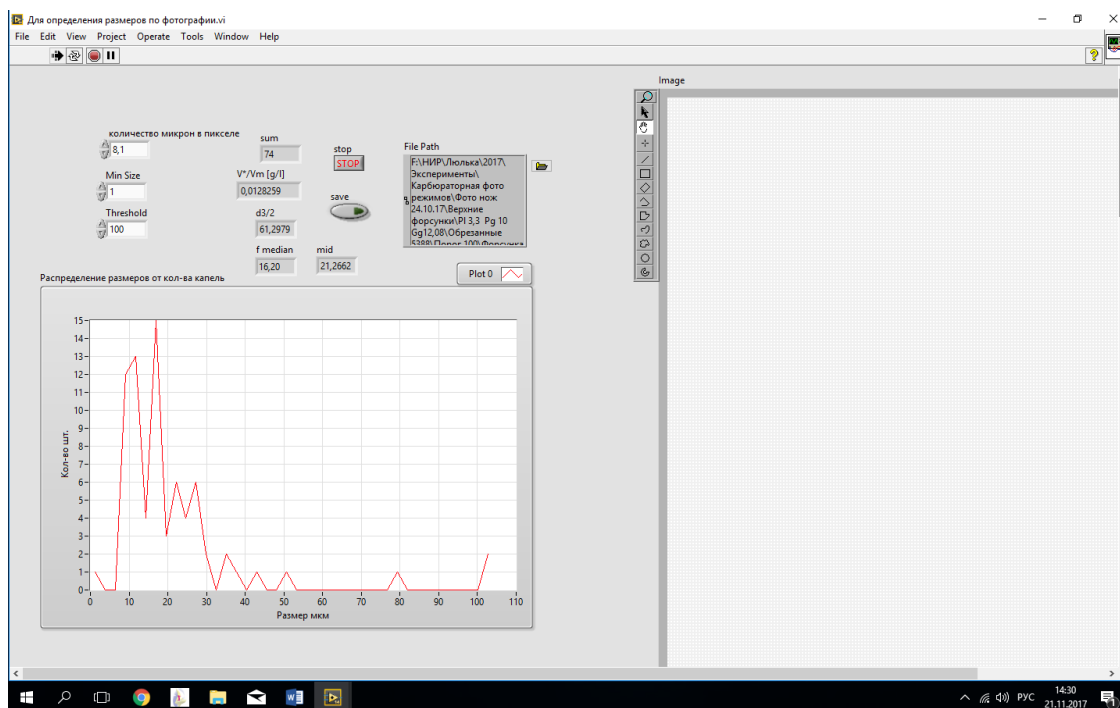 Для определения размеров по фотографии.vi
File Edit View Project Operate Tools Window Help
Image
количество микрон в пикселе
8,1
sum
74
stop
STOP
File Path
F:\НИР\Люлька\2017\
Эксперименты\
Карбюраторная фото
режимов\Фото нож
24.10.17\Верхние
форсунки\Pl 3,3 Pg 10
Gg12,08\Обрезанные
5388\Порог 100\Форсунка
Min Size
1
V*/Vm [g/l]
0,0128259
save
Threshold
100
d3/2
61,2979
f median
16,20
mid
21,2662
Распределение размеров от кол-ва капель
Plot 0
Кол-во шт.
15
14
13
12
11
10
9
8
7
6
5
4
3
2
1
0
0 10 20 30 40 50 60 70 80 90 100 110
Размер мкм
РУС
14:30
21.11.2017